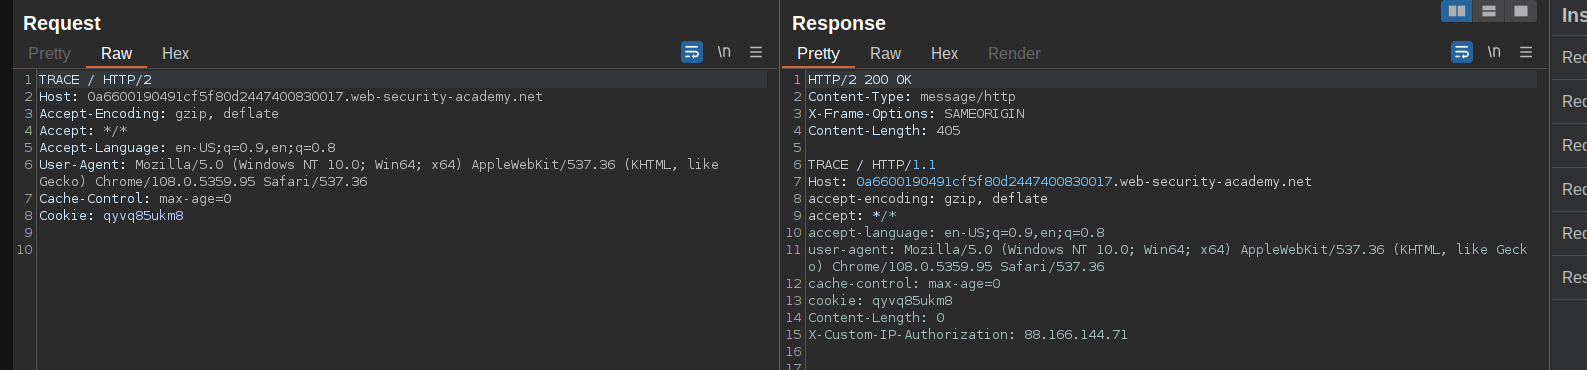 Request
Response
Ins
Pretty Raw Hex \n
Pretty Raw Hex Render \n
Rec
Rec
Rec
Rec
Rec
Res
1 TRACE / HTTP/2
2 Host: 0a6600190491cf5f80d2447400830017.web-security-academy.net
3 Accept-Encoding: gzip, deflate
4 Accept: */*
5 Accept-Language: en-US;q=0.9,en;q=0.8
6 User-Agent: Mozilla/5.0 (Windows NT 10.0; Win64; x64) AppleWebKit/537.36 (KHTML, like
Gecko) Chrome/108.0.5359.95 Safari/537.36
7 Cache-Control: max-age=0
8 Cookie: qyvq85ukm8
9
10
1 HTTP/2 200 OK
2 Content-Type: message/http
3 X-Frame-Options: SAMEORIGIN
4 Content-Length: 405
5
6 TRACE / HTTP/1.1
7 Host: 0a6600190491cf5f80d2447400830017.web-security-academy.net
8 accept-encoding: gzip, deflate
9 accept: */*
10 accept-language: en-US;q=0.9,en;q=0.8
11 user-agent: Mozilla/5.0 (Windows NT 10.0; Win64; x64) AppleWebKit/537.36 (KHTML, like Geck
o) Chrome/108.0.5359.95 Safari/537.36
12 cache-control: max-age=0
13 cookie: qyvq85ukm8
14 Content-Length: 0
15 X-Custom-IP-Authorization: 88.166.144.71
16
17